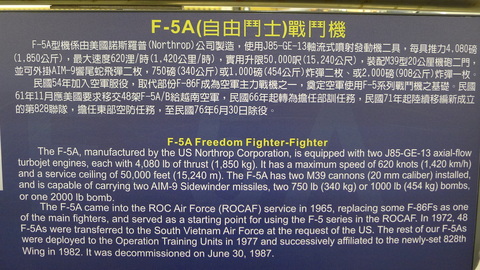 F-5A(自由鬥士)戰鬥機
F-5A型機係由美國諾斯羅普(Northrop)公司製造，使用J85-GE-13軸流式噴射發動機二具，每具推力4,080磅
(1,850公斤)，最大速度620浬/時(1,420公里/時)，實用升限50,000呎(15,240公尺)，裝配M39型20公厘機砲二門，
並可外掛AIM-9響尾蛇飛彈二枚，750磅(340公斤)或1,000磅(454公斤)炸彈二枚、或2,000磅(908公斤)炸彈一枚。
民國54年加入空軍服役，取代部份F-86F成為空軍主力戰機之一，奠定空軍使用F-5系列戰鬥機之基礎。民國
61年11月應美國要求移交48架F-5A/B給越南空軍，民國66年起轉為擔任部訓任務，民國71年起陸續移編新成立
的第828聯隊，擔任東部空防任務，至民國76年6月30日除役。
F-5A Freedom Fighter-Fighter
The F-5A, manufactured by the US Northrop Corporation, is equipped with two J85-GE-13 axial-flow
turbojet engines, each with 4,080 lb of thrust (1,850 kg). It has a maximum speed of 620 knots (1,420 km/h)
and a service ceiling of 50,000 feet (15,240 m). The F-5A has two M39 cannons (20 mm caliber) installed,
and is capable of carrying two AIM-9 Sidewinder missiles, two 750 lb (340 kg) or 1000 lb (454 kg) bombs,
or one 2000 lb bomb.
The F-5A came into the ROC Air Force (ROCAF) service in 1965, replacing some F-86Fs as one
of the main fighters, and served as a starting point for using the F-5 series in the ROCAF. In 1972, 48
F-5As were transferred to the South Vietnam Air Force at the request of the US. The rest of our F-5As
were deployed to the Operation Training Units in 1977 and successively affiliated to the newly-set 828th
Wing in 1982. It was decommissioned on June 30, 1987.